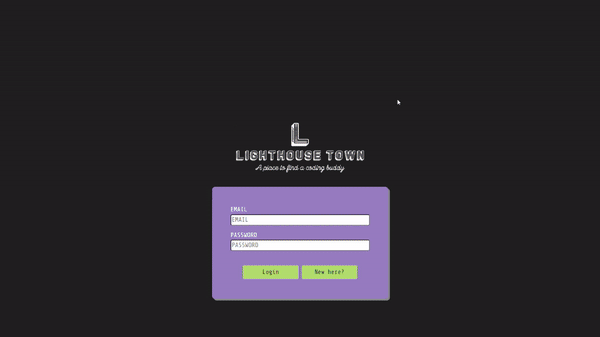 L
LIGHTHOUSE TOWN
A place to find a coding buddy
EMAIL
EMAIL
PASSWORD
PASSWORD
Login
New here?